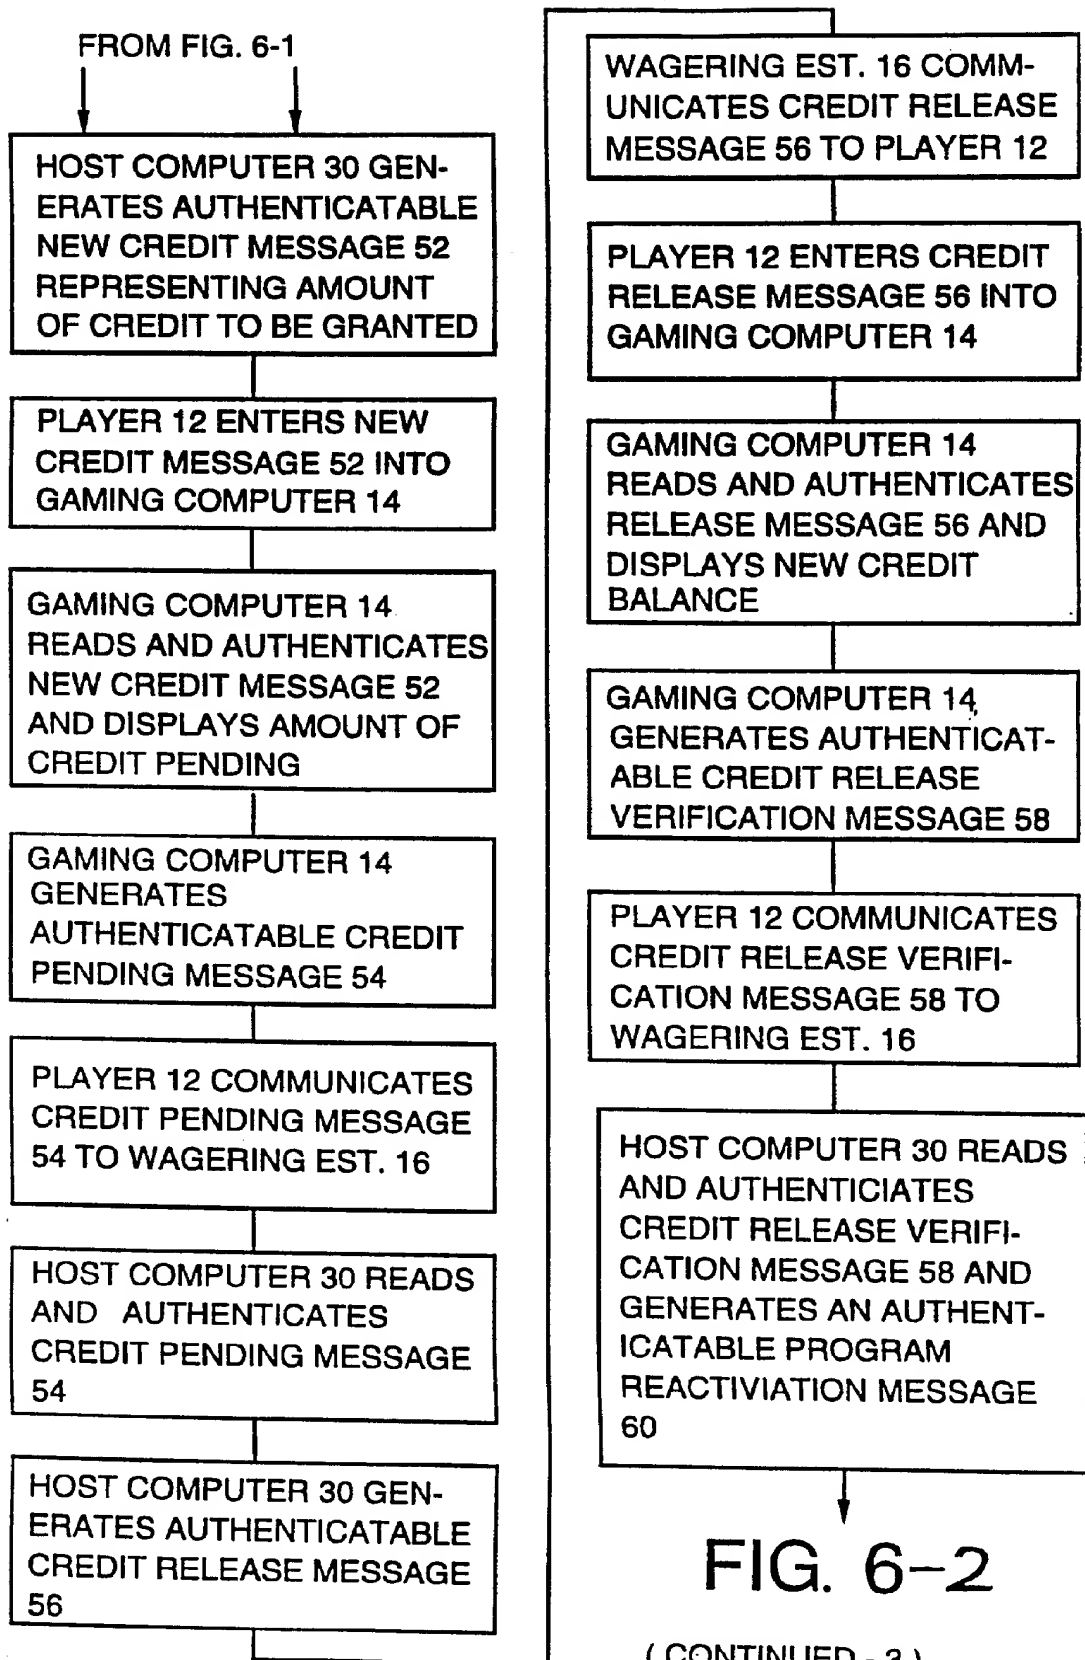 FROM FIG. 6-1
HOST COMPUTER 30 GEN-
ERATES AUTHENTICATABLE
NEW CREDIT MESSAGE 52
REPRESENTING AMOUNT
OF CREDIT TO BE GRANTED
PLAYER 12 ENTERS NEW
CREDIT MESSAGE 52 INTO
GAMING COMPUTER 14
GAMING COMPUTER 14
READS AND AUTHENTICATES
NEW CREDIT MESSAGE 52
AND DISPLAYS AMOUNT OF
CREDIT PENDING
GAMING COMPUTER 14
GENERATES
AUTHENTICATABLE CREDIT
PENDING MESSAGE 54
PLAYER 12 COMMUNICATES
CREDIT PENDING MESSAGE
54 TO WAGERING EST. 16
HOST COMPUTER 30 READS
AND AUTHENTICATES
CREDIT PENDING MESSAGE
54
HOST COMPUTER 30 GEN-
ERATES AUTHENTICATABLE
CREDIT RELEASE MESSAGE
56
WAGERING EST. 16 COMM-
UNICATES CREDIT RELEASE
MESSAGE 56 TO PLAYER 12
PLAYER 12 ENTERS CREDIT
RELEASE MESSAGE 56 INTO
GAMING COMPUTER 14
GAMING COMPUTER 14
READS AND AUTHENTICATES
RELEASE MESSAGE 56 AND
DISPLAYS NEW CREDIT
BALANCE
GAMING COMPUTER 14
GENERATES AUTHENTICAT-
ABLE CREDIT RELEASE
VERIFICATION MESSAGE 58
PLAYER 12 COMMUNICATES
CREDIT RELEASE VERIFI-
CATION MESSAGE 58 TO
WAGERING EST. 16
HOST COMPUTER 30 READS
AND AUTHENTICIATES
CREDIT RELEASE VERIFI-
CATION MESSAGE 58 AND
GENERATES AN AUTHENT-
ICATABLE PROGRAM
REACTIVIATION MESSAGE
60
FIG. 6-2
(CONTINUED - 3)